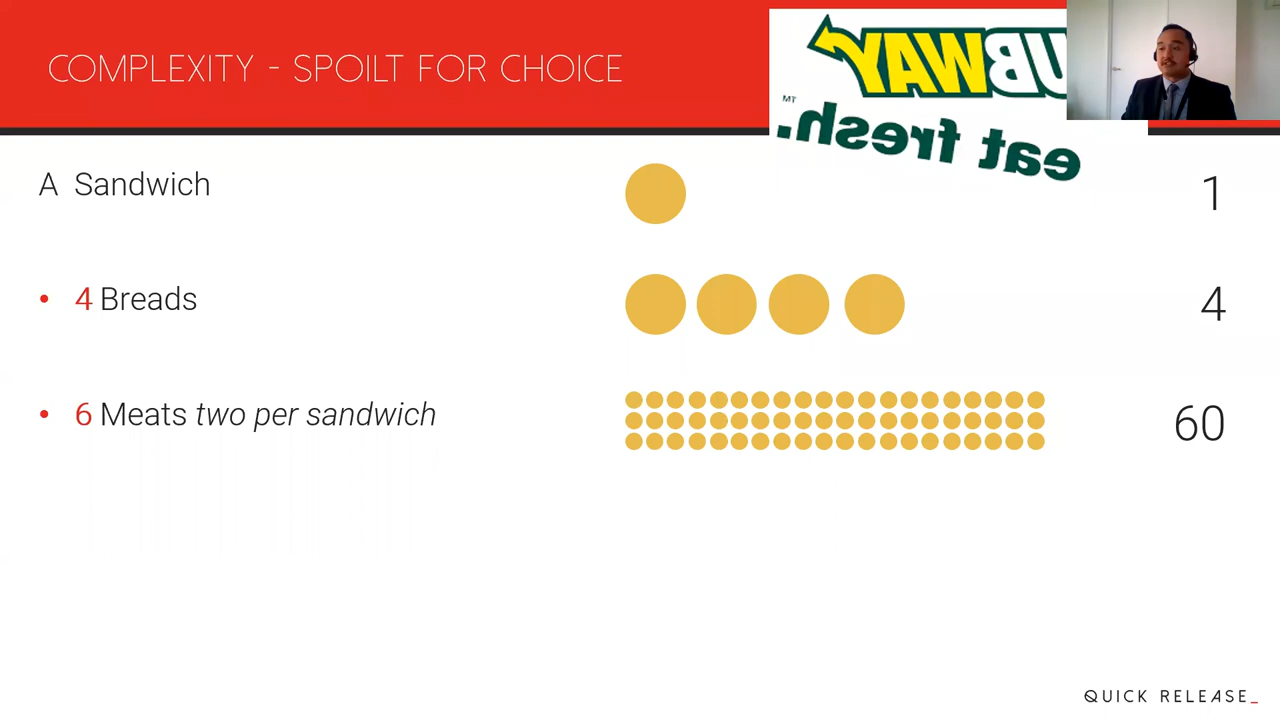 COMPLEXITY - SPOILT FOR CHOICE
SUBWAY
eat fresh.
TM
A Sandwich
1
• 4 Breads
4
• 6 Meats two per sandwich
60
QUICK RELEASE_